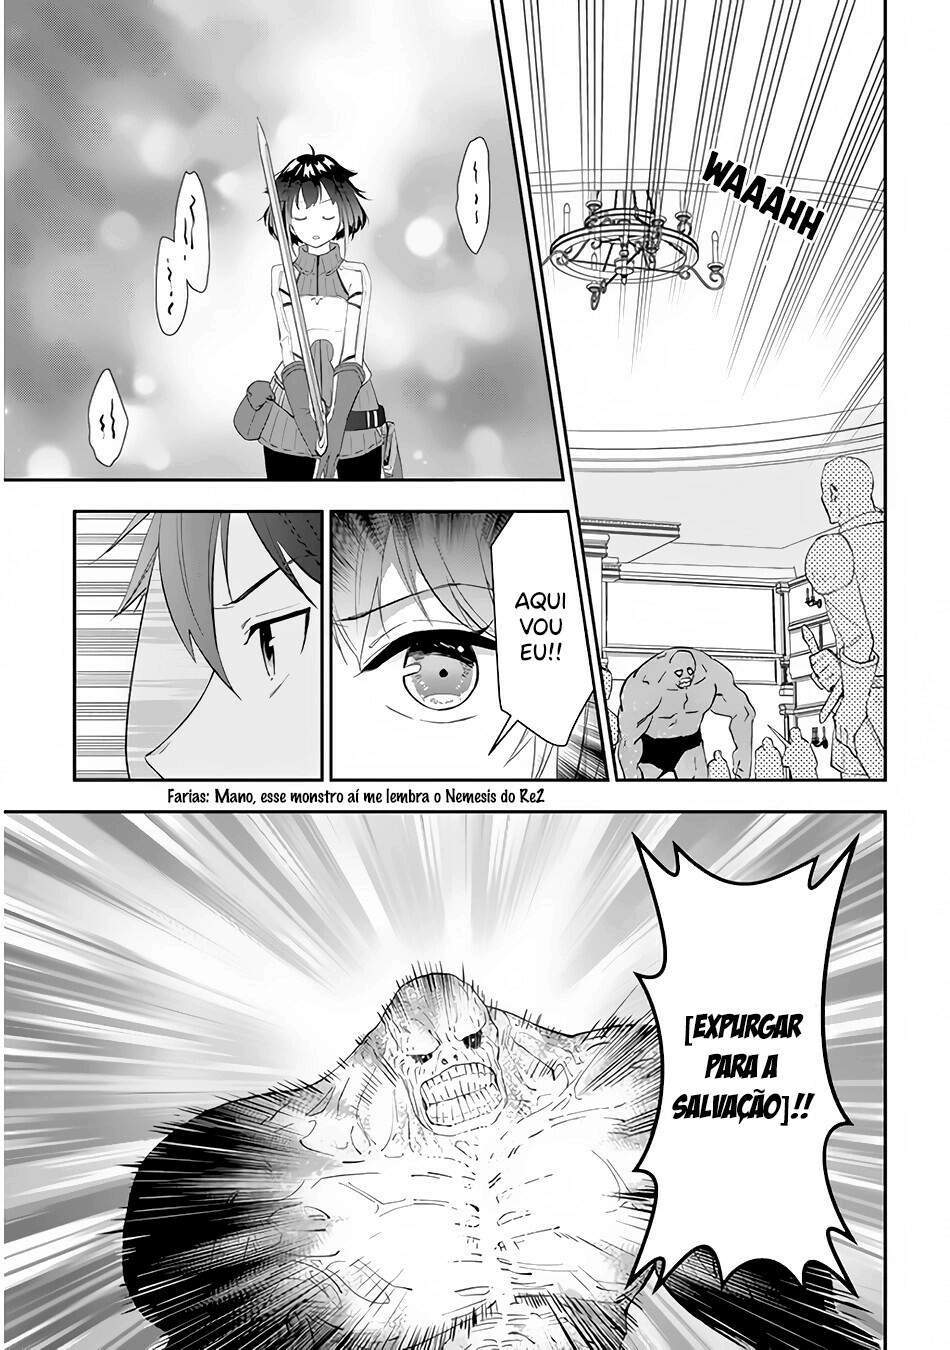 WAAAHH
AQUI
VOU
EU!!
Farias: Mano, esse monstro aí me lembra o Nemesis do Re2
[EXPURGAR
PARA A
SALVAÇÃO]!!